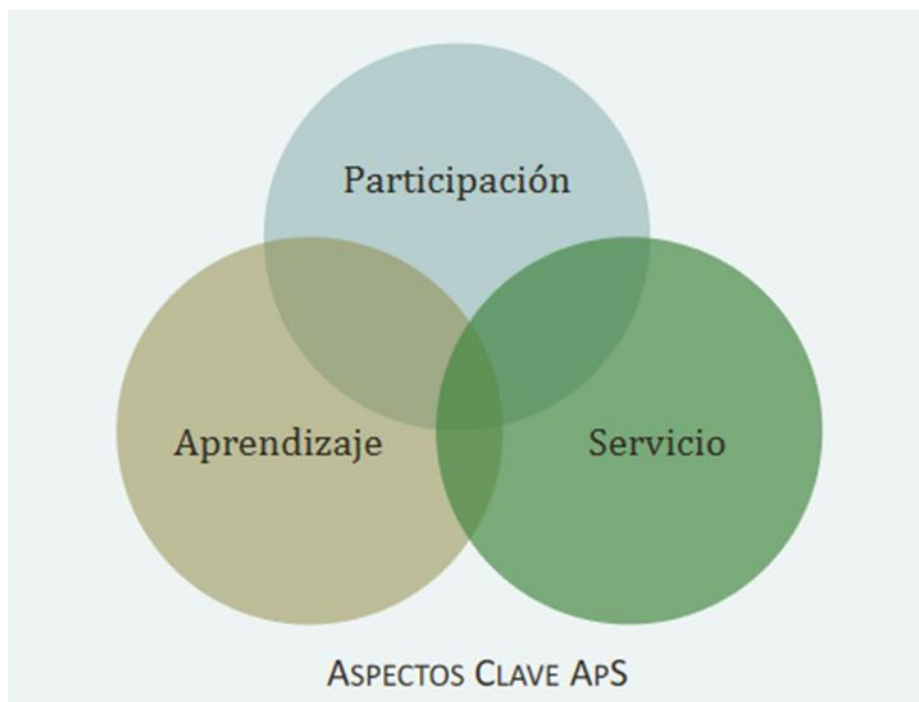 Participación
Aprendizaje
Servicio
ASPECTOS CLAVE APS